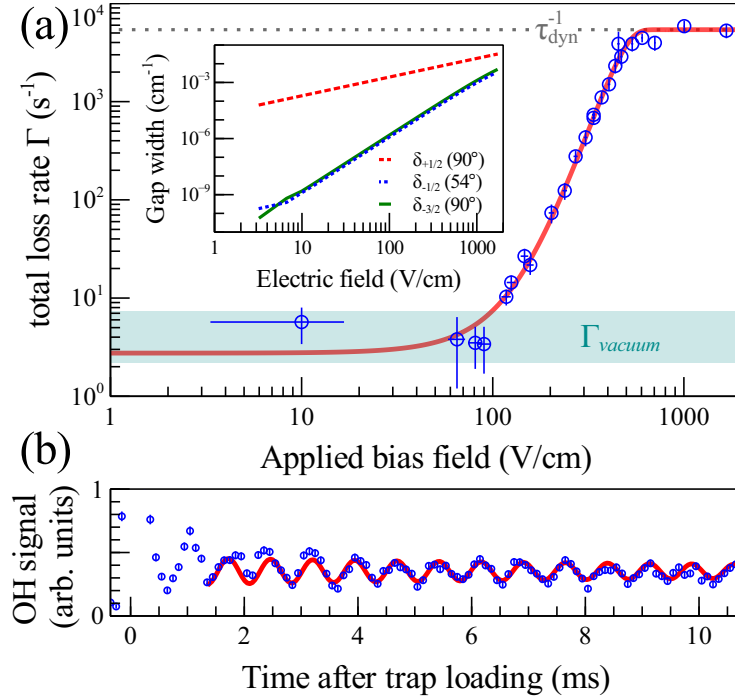 (a)
total loss rate Γ (s⁻¹)
10⁴
10³
10²
10¹
10⁰
τ_dyn⁻¹
Gap width (cm⁻¹)
10⁻³
10⁻⁶
10⁻⁹
δ₊₁/₂ (90°)
δ₋₁/₂ (54°)
δ₋₃/₂ (90°)
1 10 100 1000
Electric field (V/cm)
Γ_vacuum
1 10 100 1000
Applied bias field (V/cm)
(b)
OH signal
(arb. units)
1
0
0 2 4 6 8 10
Time after trap loading (ms)